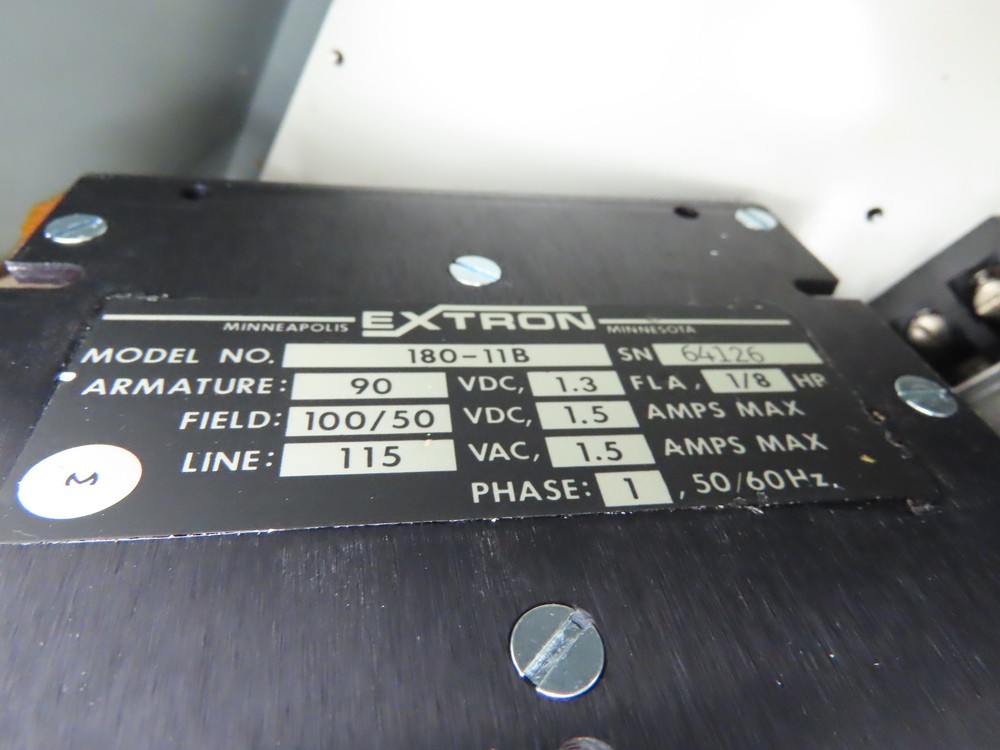 MINNEAPOLIS EXTRON MINNESOTA
MODEL NO. 180-11B SN 64126
ARMATURE: 90 VDC, 1.3 FLA, 1/8 HP
FIELD: 100/50 VDC, 1.5 AMPS MAX
LINE: 115 VAC, 1.5 AMPS MAX
PHASE: 1, 50/60Hz.